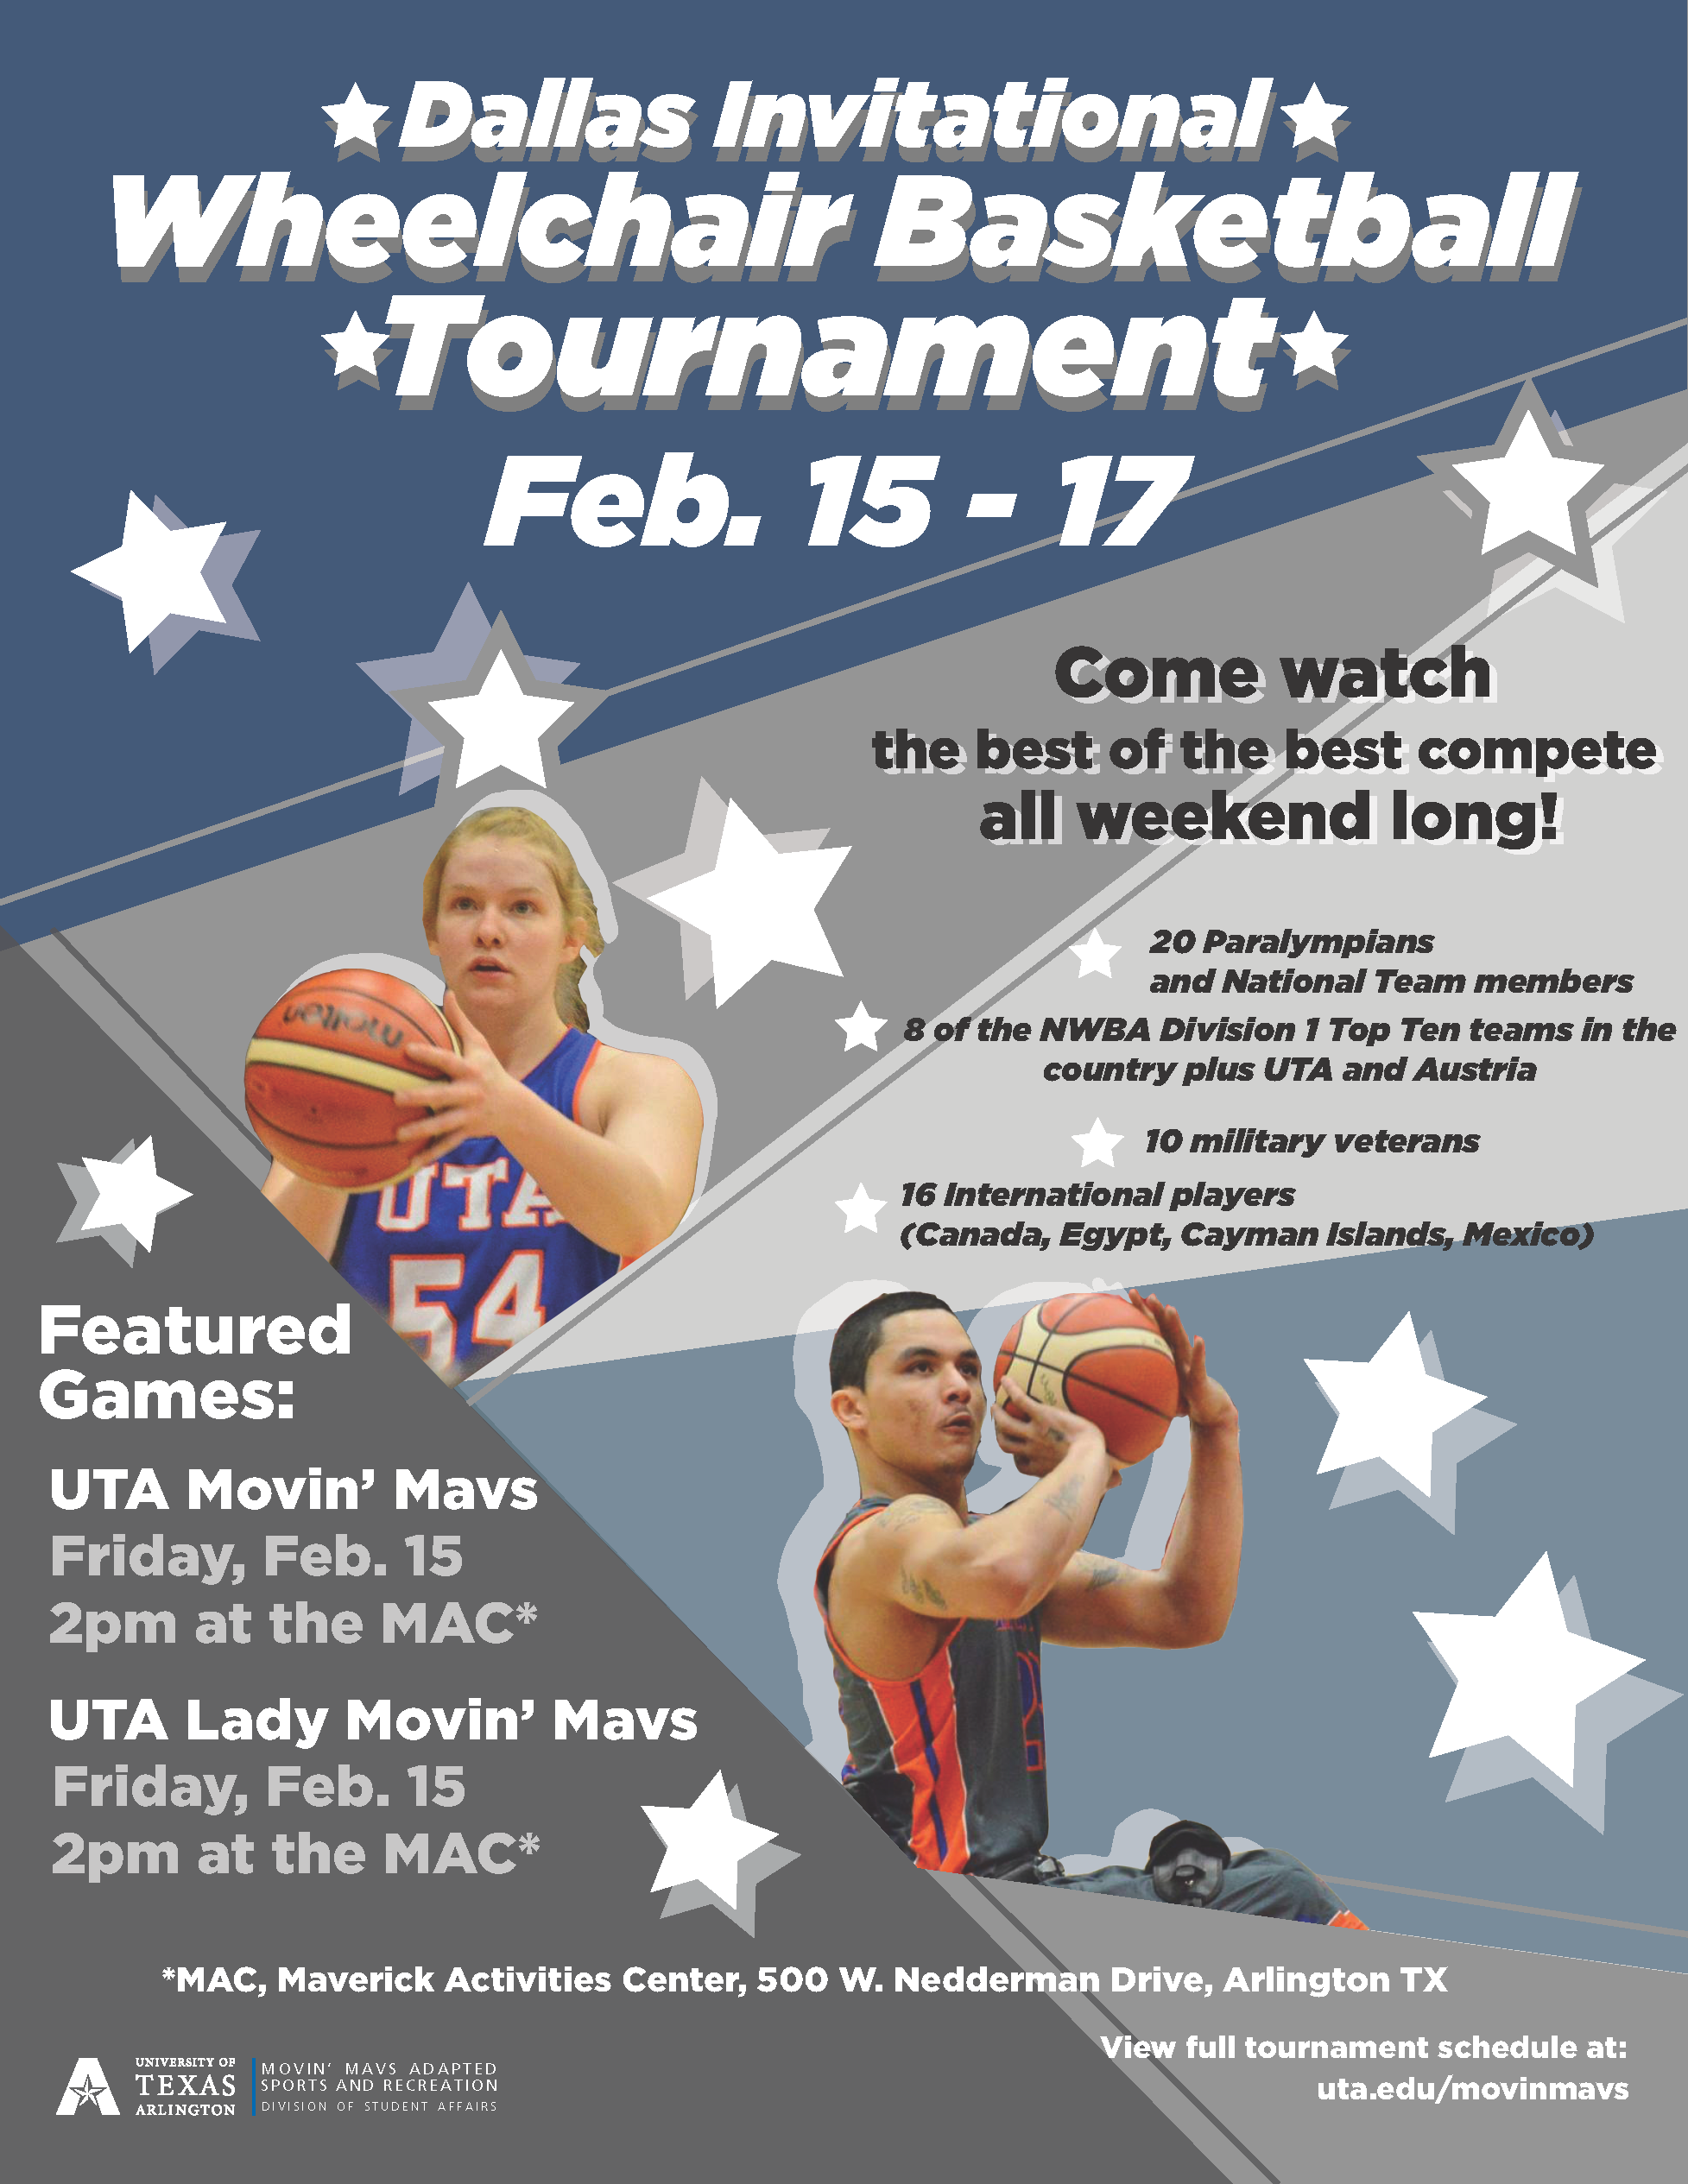 Dallas Invitational
Wheelchair Basketball
Tournament
Feb. 15 - 17
Come watch
the best of the best compete
all weekend long!
20 Paralympians
and National Team members
8 of the NWBA Division 1 Top Ten teams in the
country plus UTA and Austria
10 military veterans
16 International players
(Canada, Egypt, Cayman Islands, Mexico)
molten
UTA
54
Featured
Games:
UTA Movin’ Mavs
Friday, Feb. 15
2pm at the MAC*
UTA Lady Movin’ Mavs
Friday, Feb. 15
2pm at the MAC*
*MAC, Maverick Activities Center, 500 W. Nedderman Drive, Arlington TX
View full tournament schedule at:
uta.edu/movinmavs
A
UNIVERSITY OF
TEXAS
ARLINGTON
MOVIN’ MAVS ADAPTED
SPORTS AND RECREATION
DIVISION OF STUDENT AFFAIRS